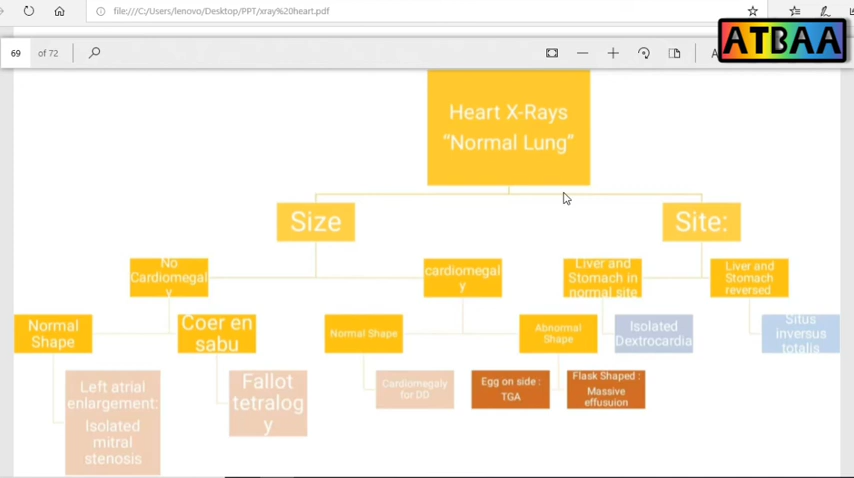 file:///C:/Users/lenovo/Desktop/PPT/xray%20heart.pdf
ATBAA
69 of 72
Heart X-Rays
“Normal Lung”
Size
Site:
No
Cardiomegal
y
cardiomegal
y
Liver and
Stomach in
normal site
Liver and
Stomach
reversed
Normal
Shape
Coer en
sabu
Normal Shape
Abnormal
Shape
Isolated
Dextrocardia
Situs
inversus
totalis
Left atrial
enlargement:
Isolated
mitral
stenosis
Fallot
tetralog
y
Cardiomegaly
for DD
Egg on side :
TGA
Flask Shaped :
Massive
effusuion